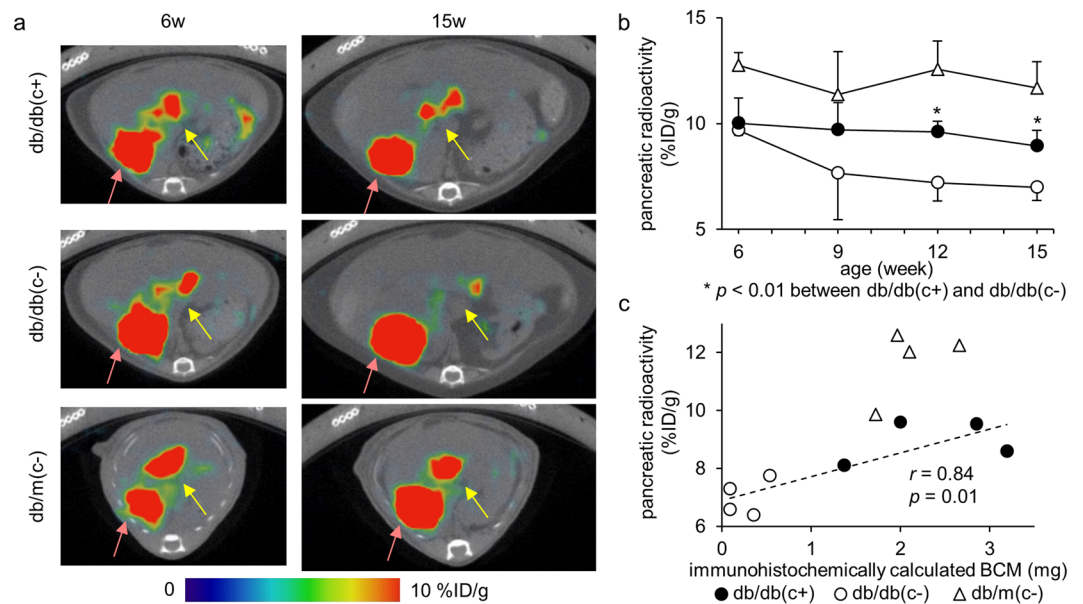 a
6w
15w
db/db(c+)
db/db(c-)
db/m(c-)
0
10 %ID/g
b
pancreatic radioactivity
(%ID/g)
15
10
5
*
*
6
9
12
15
age (week)
* p < 0.01 between db/db(c+) and db/db(c-)
c
pancreatic radioactivity
(%ID/g)
12
10
8
6
r = 0.84
p = 0.01
0
1
2
3
immunohistochemically calculated BCM (mg)
db/db(c+)
db/db(c-)
db/m(c-)